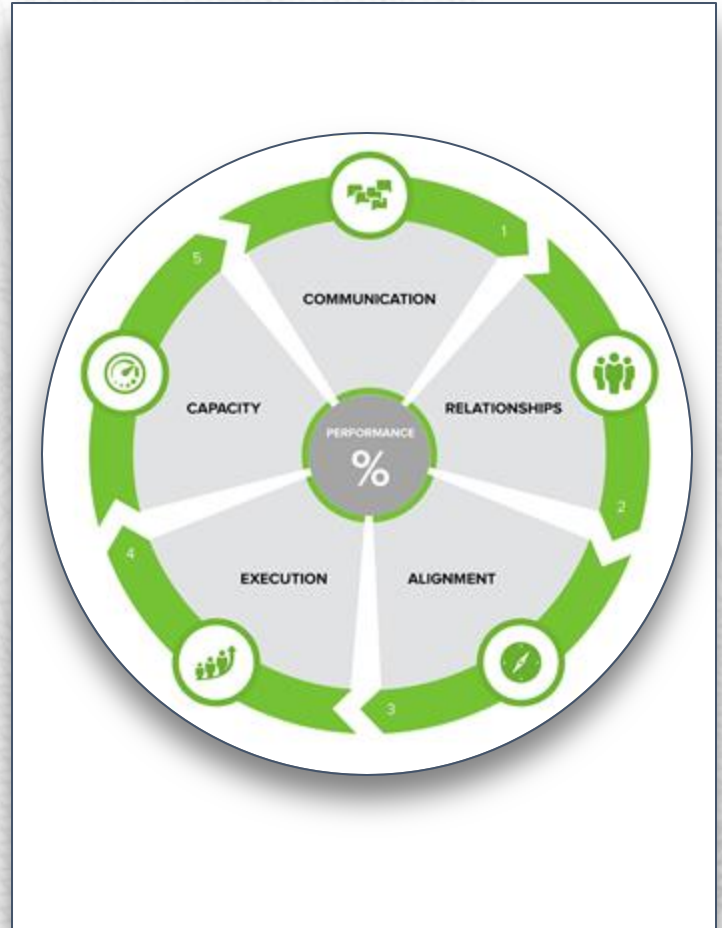 1
COMMUNICATION
5
CAPACITY
RELATIONSHIPS
PERFORMANCE
%
2
4
EXECUTION
ALIGNMENT
3